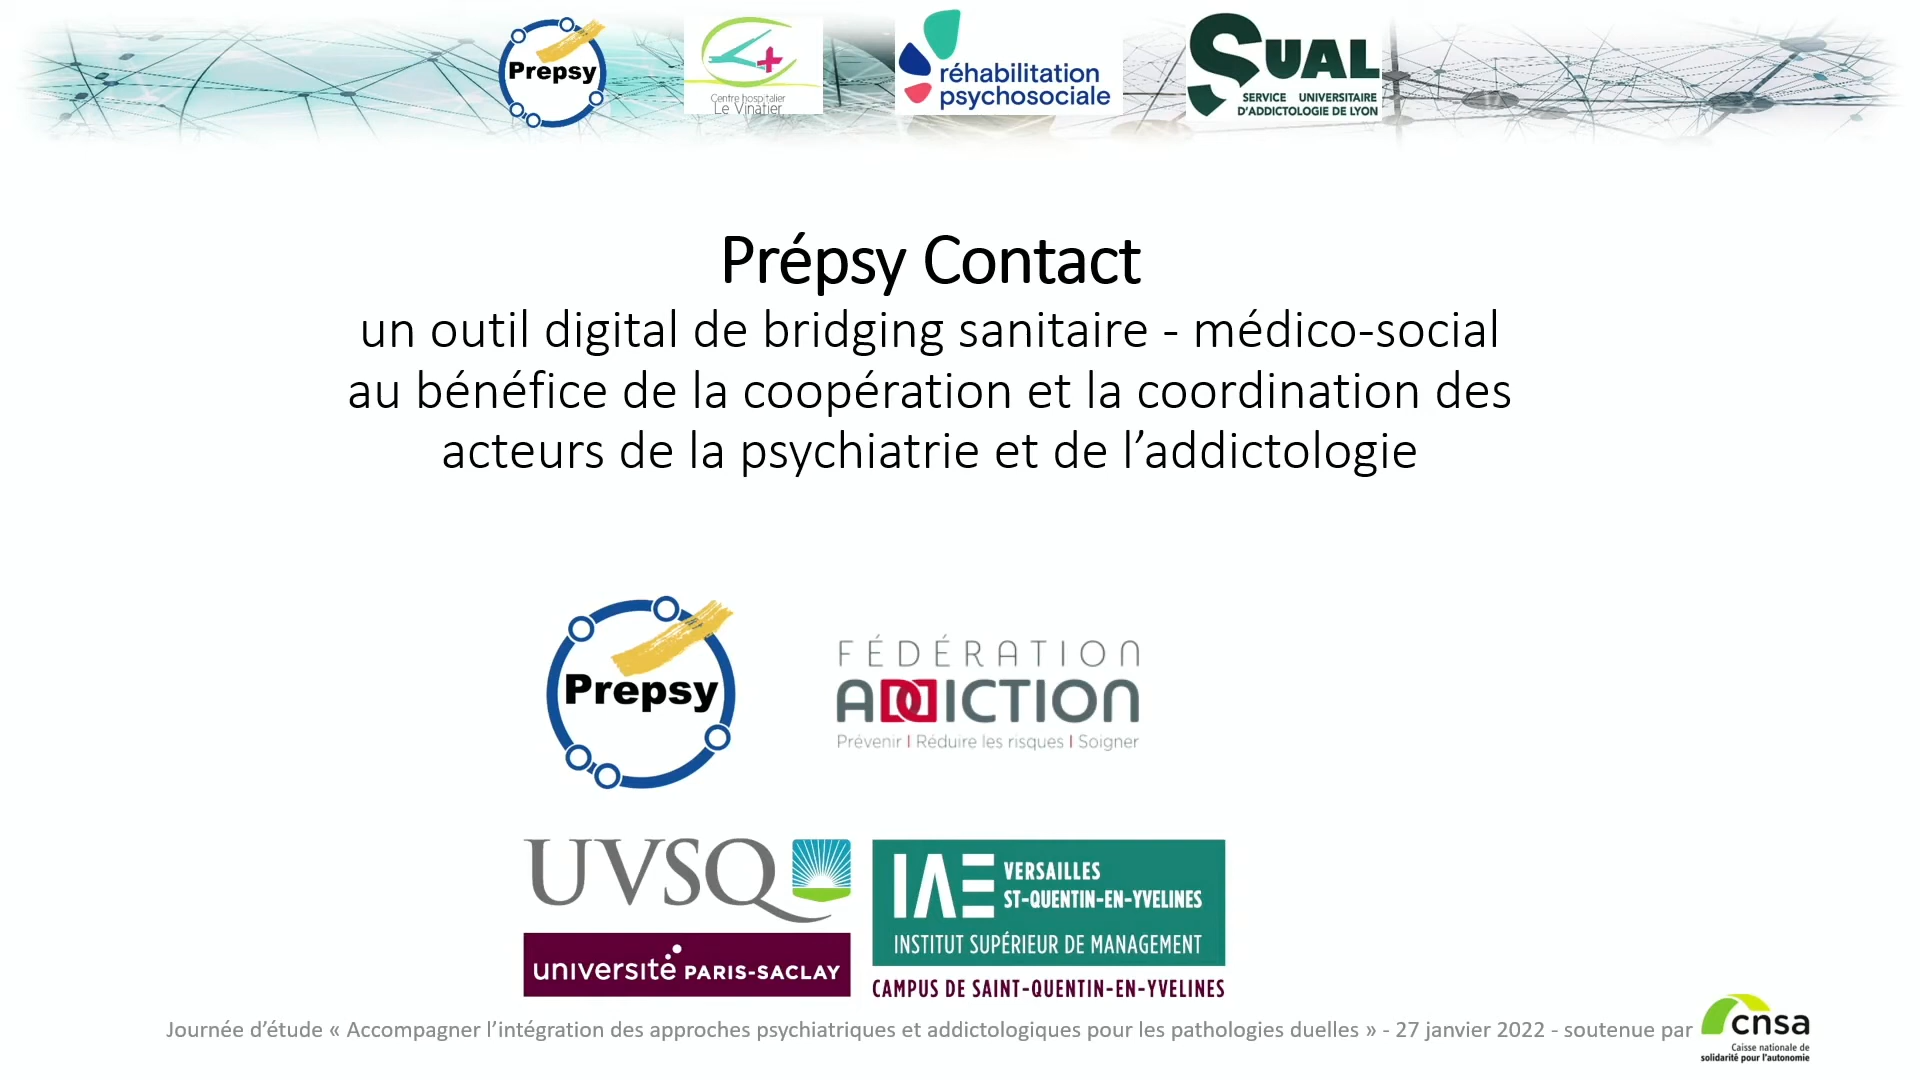 Prepsy
Centre hospitalier
Le Vinatier
réhabilitation
psychosociale
SUAL
SERVICE UNIVERSITAIRE
D'ADDICTOLOGIE DE LYON
Prépsy Contact
un outil digital de bridging sanitaire - médico-social
au bénéfice de la coopération et la coordination des
acteurs de la psychiatrie et de l’addictologie
Prepsy
FÉDÉRATION
ADDICTION
Prévenir | Réduire les risques | Soigner
UVSQ
université PARIS-SACLAY
IAE VERSAILLES
ST-QUENTIN-EN-YVELINES
INSTITUT SUPÉRIEUR DE MANAGEMENT
CAMPUS DE SAINT-QUENTIN-EN-YVELINES
Journée d’étude « Accompagner l’intégration des approches psychiatriques et addictologiques pour les pathologies duelles » - 27 janvier 2022 - soutenue par
cnsa
Caisse nationale de
solidarité pour l'autonomie